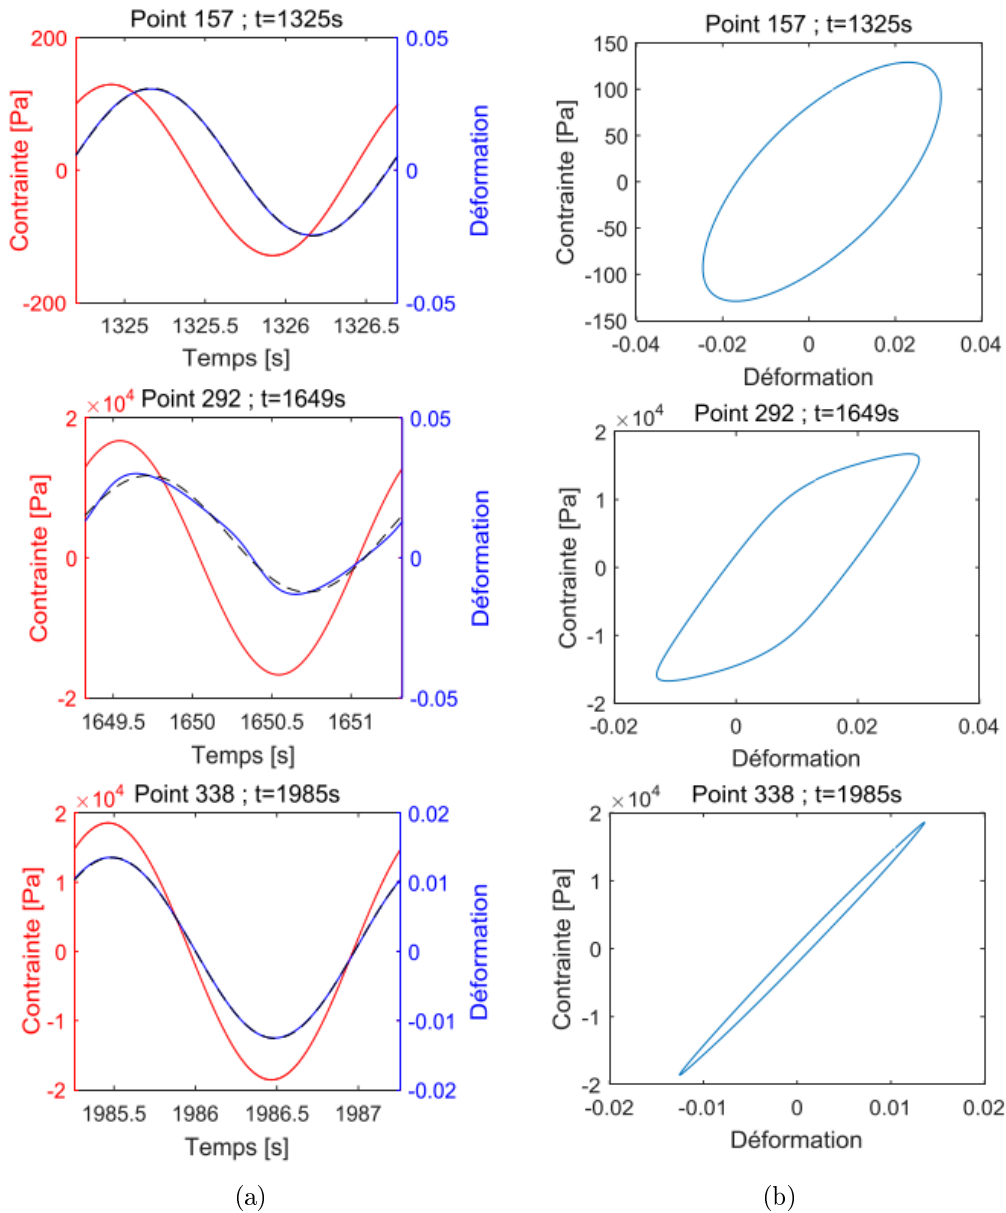 Point 157 ; t=1325s
200
100
0
-200
Contrainte [Pa]
0.05
0
-0.05
Déformation
1325 1325.5 1326 1326.5
Temps [s]
Point 157 ; t=1325s
150
100
50
0
-50
-100
-150
Contrainte [Pa]
-0.04 -0.02 0 0.02 0.04
Déformation
×10⁴ Point 292 ; t=1649s
2
1
0
-1
-2
Contrainte [Pa]
0.05
0
-0.05
Déformation
1649.5 1650 1650.5 1651
Temps [s]
×10⁴ Point 292 ; t=1649s
2
1
0
-1
-2
Contrainte [Pa]
-0.02 0 0.02 0.04
Déformation
×10⁴ Point 338 ; t=1985s
2
1
0
-1
-2
Contrainte [Pa]
0.02
0.01
0
-0.01
-0.02
Déformation
1985.5 1986 1986.5 1987
Temps [s]
×10⁴ Point 338 ; t=1985s
2
1
0
-1
-2
Contrainte [Pa]
-0.02 -0.01 0 0.01 0.02
Déformation
(a)
(b)